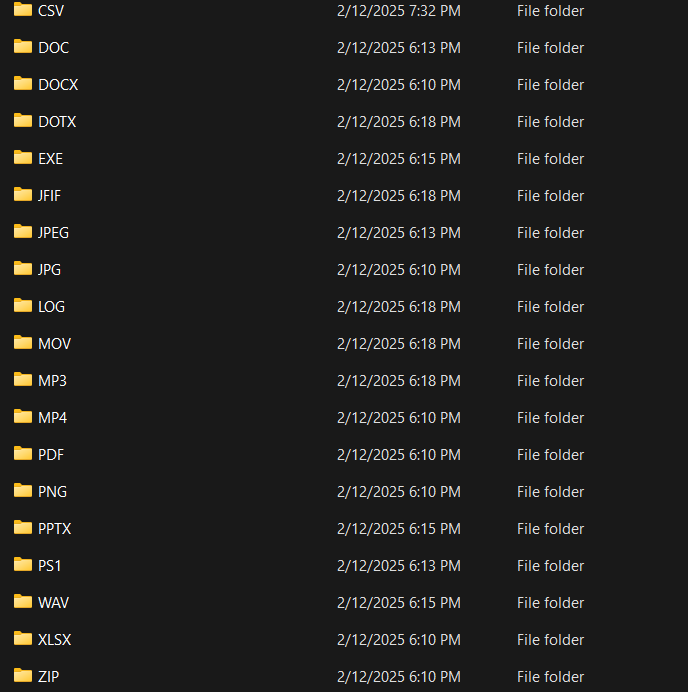 CSV 2/12/2025 7:32 PM File folder
DOC 2/12/2025 6:13 PM File folder
DOCX 2/12/2025 6:10 PM File folder
DOTX 2/12/2025 6:18 PM File folder
EXE 2/12/2025 6:15 PM File folder
JFIF 2/12/2025 6:18 PM File folder
JPEG 2/12/2025 6:13 PM File folder
JPG 2/12/2025 6:10 PM File folder
LOG 2/12/2025 6:18 PM File folder
MOV 2/12/2025 6:18 PM File folder
MP3 2/12/2025 6:18 PM File folder
MP4 2/12/2025 6:10 PM File folder
PDF 2/12/2025 6:10 PM File folder
PNG 2/12/2025 6:10 PM File folder
PPTX 2/12/2025 6:15 PM File folder
PS1 2/12/2025 6:13 PM File folder
WAV 2/12/2025 6:15 PM File folder
XLSX 2/12/2025 6:10 PM File folder
ZIP 2/12/2025 6:10 PM File folder